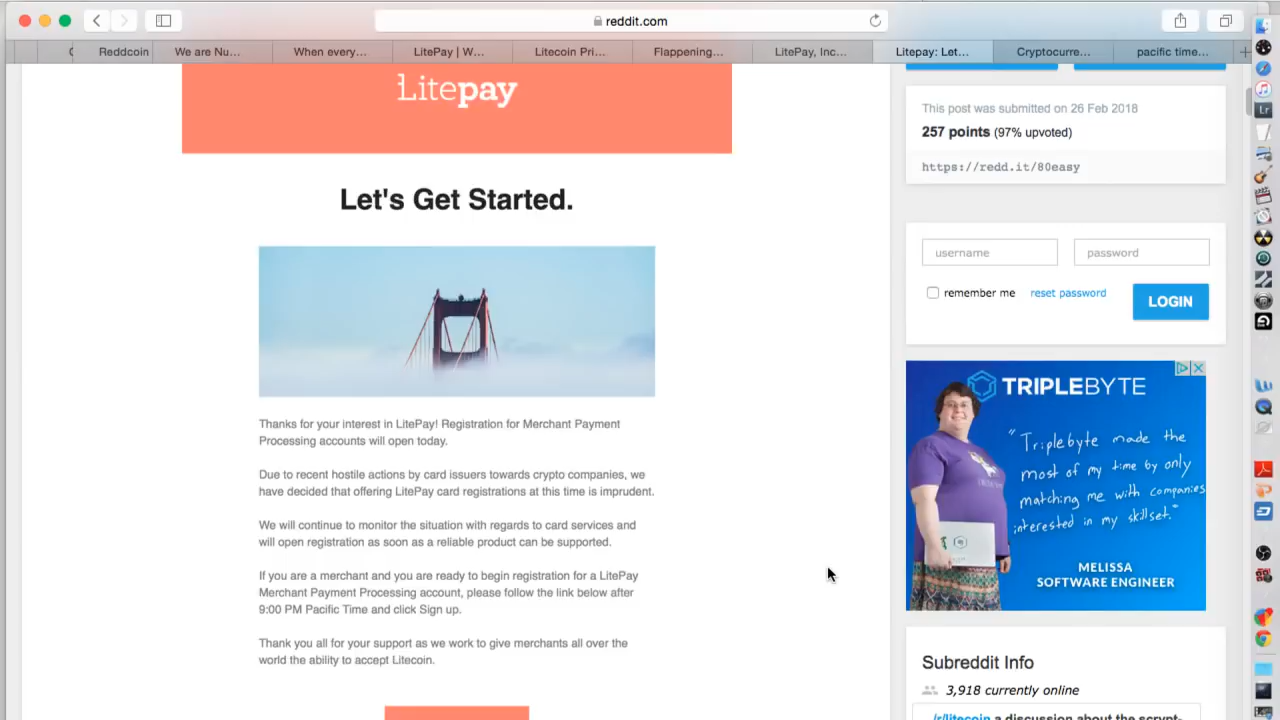 reddit.com
Reddcoin
We are Nu...
When every...
LitePay | W...
Litecoin Pri...
Flappening...
LitePay, Inc...
Litepay: Let...
Cryptocurre...
pacific time...
Litepay
Let's Get Started.
Thanks for your interest in LitePay! Registration for Merchant Payment
Processing accounts will open today.
Due to recent hostile actions by card issuers towards crypto companies, we
have decided that offering LitePay card registrations at this time is imprudent.
We will continue to monitor the situation with regards to card services and
will open registration as soon as a reliable product can be supported.
If you are a merchant and you are ready to begin registration for a LitePay
Merchant Payment Processing account, please follow the link below after
9:00 PM Pacific Time and click Sign up.
Thank you all for your support as we work to give merchants all over the
world the ability to accept Litecoin.
This post was submitted on 26 Feb 2018
257 points (97% upvoted)
https://redd.it/80easy
username
password
remember me
reset password
LOGIN
TRIPLEBYTE
"Triplebyte made the
most of my time by only
matching me with companies
interested in my skillset."
MELISSA
SOFTWARE ENGINEER
Subreddit Info
3,918 currently online
/r/litecoin a discussion about the scrypt-
Lr